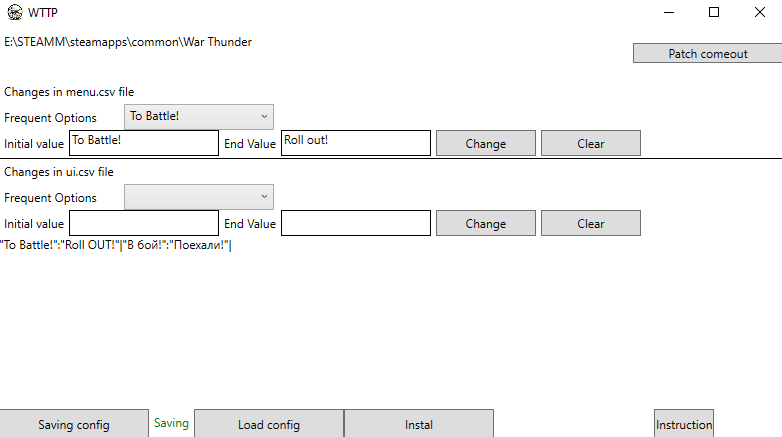 WTTP
E:\STEAMM\steamapps\common\War Thunder
Patch comeout
Changes in menu.csv file
Frequent Options To Battle!
Initial value To Battle! End Value Roll out! Change Clear
Changes in ui.csv file
Frequent Options
Initial value End Value Change Clear
"To Battle!":"Roll OUT!"|"В бой!":"Поехали!"|
Saving config Saving Load config Instal Instruction